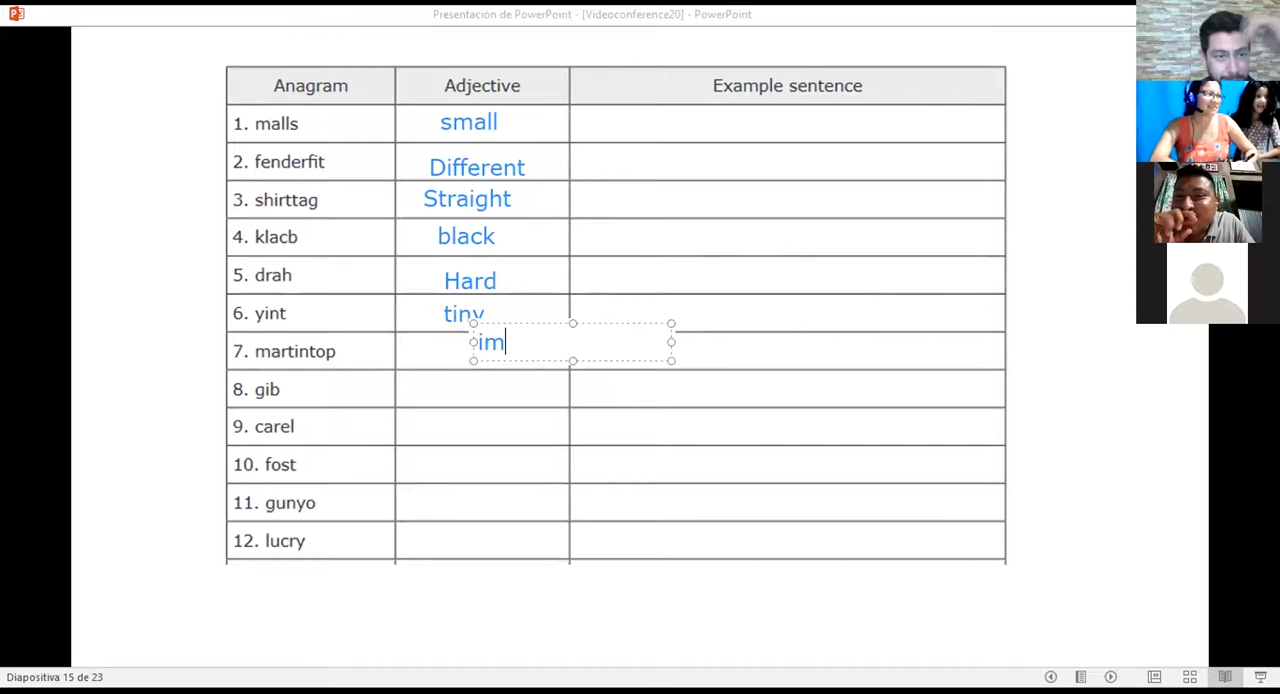 Presentación de PowerPoint - [Videoconference20] - PowerPoint
Anagram Adjective Example sentence
1. malls small
2. fenderfit Different
3. shirttag Straight
4. klacb black
5. drah Hard
6. yint tiny
7. martintop im
8. gib
9. carel
10. fost
11. gunyo
12. lucry
Diapositiva 15 de 23